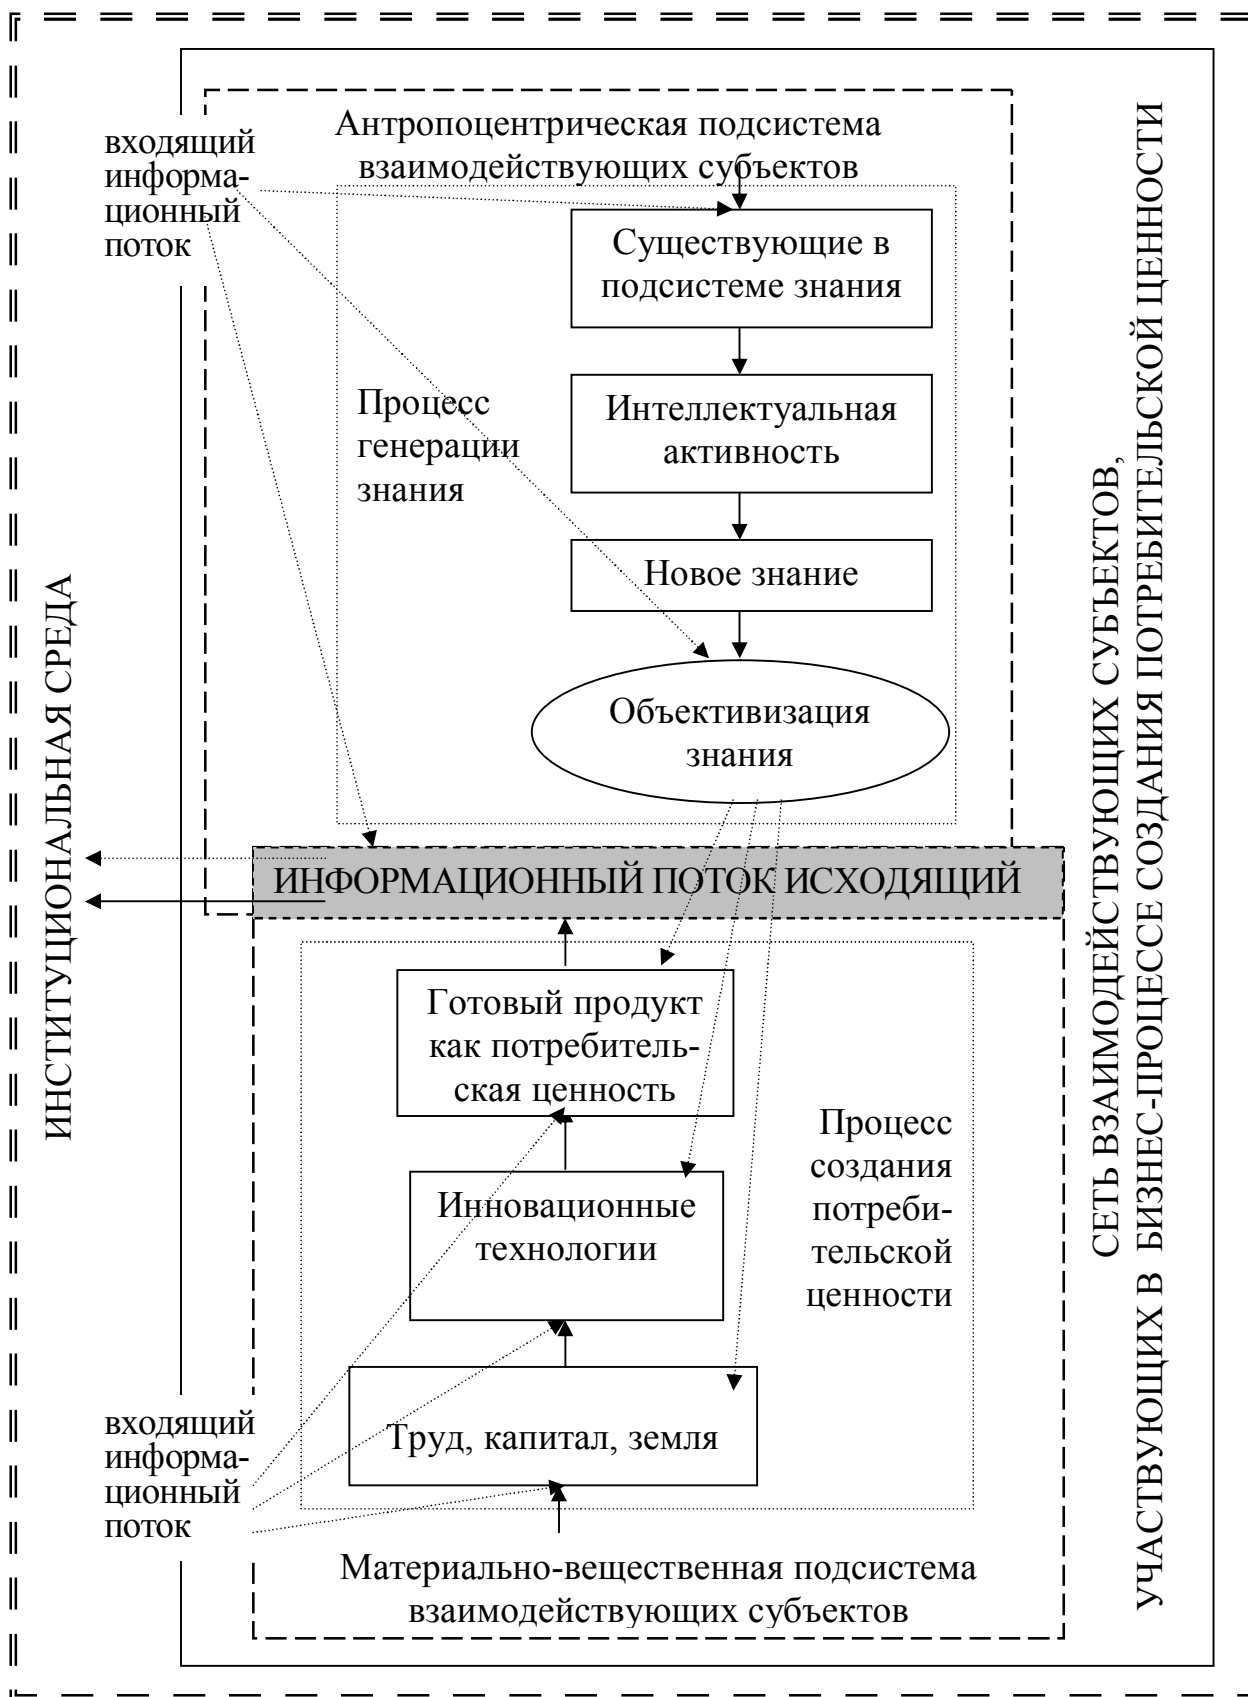 Антропоцентрическая подсистема
взаимодействующих субъектов
входящий
информа-
ционный
поток
Существующие в
подсистеме знания
Процесс
генерации
знания
Интеллектуальная
активность
Новое знание
Объективизация
знания
ИНФОРМАЦИОННЫЙ ПОТОК ИСХОДЯЩИЙ
Готовый продукт
как потребитель-
ская ценность
Инновационные
технологии
Процесс
создания
потреби-
тельской
ценности
Труд, капитал, земля
входящий
информа-
ционный
поток
Материально-вещественная подсистема
взаимодействующих субъектов
ИНСТИТУЦИОНАЛЬНАЯ СРЕДА
СЕТЬ ВЗАИМОДЕЙСТВУЮЩИХ СУБЪЕКТОВ,
УЧАСТВУЮЩИХ В БИЗНЕС-ПРОЦЕССЕ СОЗДАНИЯ ПОТРЕБИТЕЛЬСКОЙ ЦЕННОСТИ